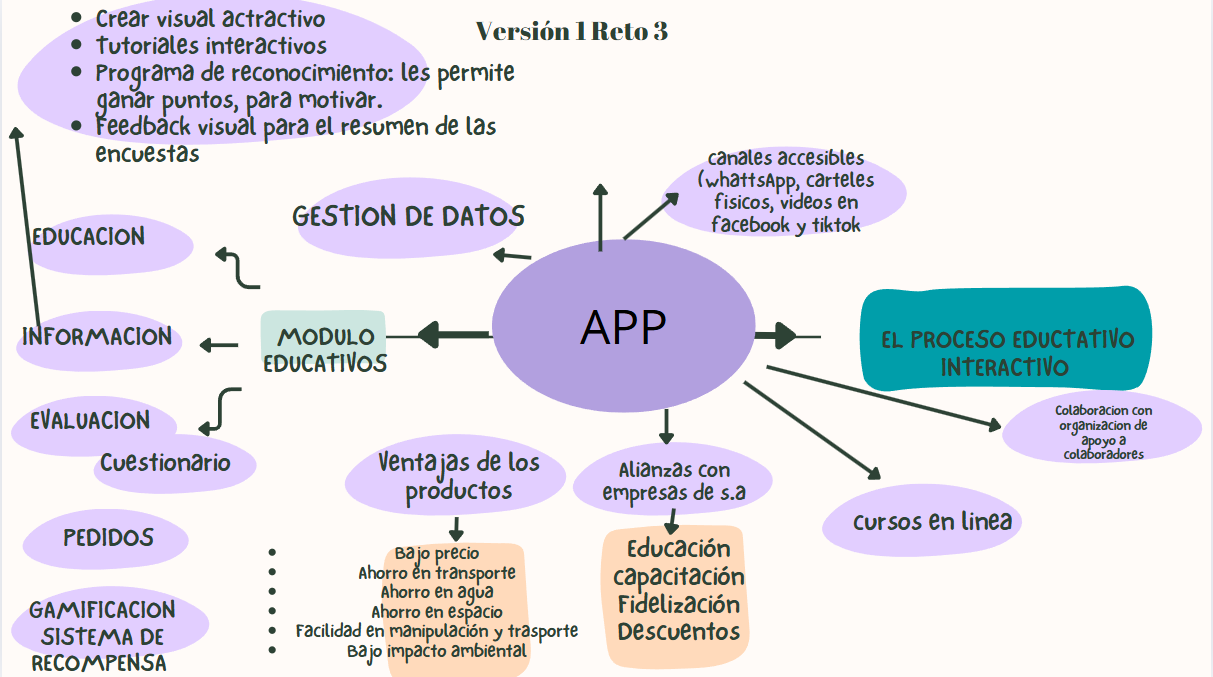 • Crear visual actractivo
• Tutoriales interactivos
• Programa de reconocimiento: les permite
ganar puntos, para motivar.
• Feedback visual para el resumen de las
encuestas
Versión 1 Reto 3
canales accesibles
(whattsApp, carteles
fisicos, videos en
facebook y tiktok
GESTION DE DATOS
EDUCACION
INFORMACION
MODULO
EDUCATIVOS
APP
EL PROCESO EDUCTATIVO
INTERACTIVO
Colaboracion con
organizacion de
apoyo a
colaboradores
EVALUACION
Cuestionario
Ventajas de los
productos
Alianzas con
empresas de s.a
cursos en linea
PEDIDOS
• Bajo precio
• Ahorro en transporte
• Ahorro en agua
• Ahorro en espacio
• Facilidad en manipulación y trasporte
• Bajo impacto ambiental
Educación
capacitación
Fidelización
Descuentos
GAMIFICACION
SISTEMA DE
RECOMPENSA